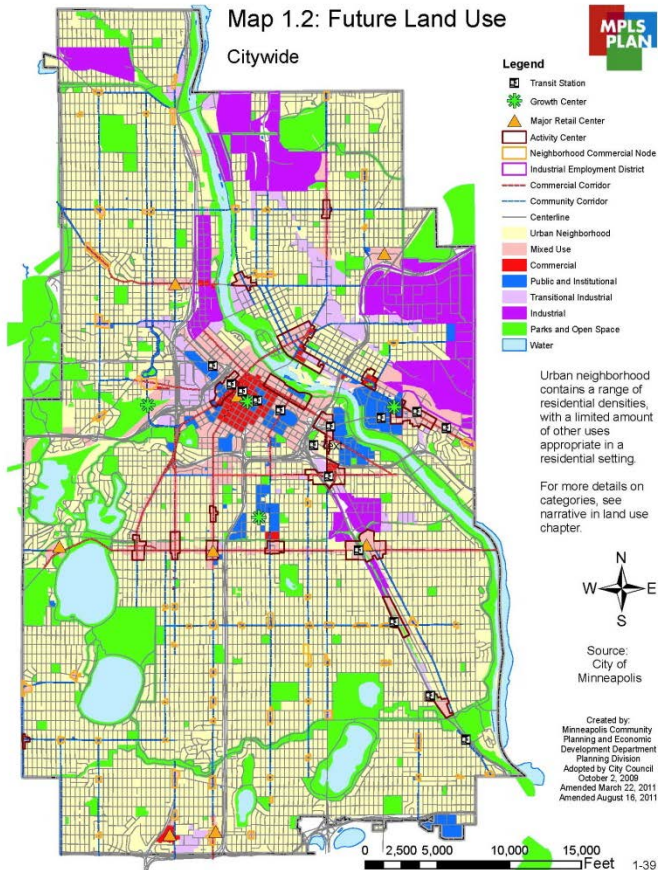 Map 1.2: Future Land Use
Citywide
MPLS
PLAN
Legend
Transit Station
Growth Center
Major Retail Center
Activity Center
Neighborhood Commercial Node
Industrial Employment District
Commercial Corridor
Community Corridor
Centerline
Urban Neighborhood
Mixed Use
Commercial
Public and Institutional
Transitional Industrial
Industrial
Parks and Open Space
Water
Urban neighborhood
contains a range of
residential densities,
with a limited amount
of other uses
appropriate in a
residential setting.
For more details on
categories, see
narrative in land use
chapter.
N
W E
S
Source:
City of
Minneapolis
Created by:
Minneapolis Community
Planning and Economic
Development Department
Planning Division
Adopted by City Council
October 2, 2009
Amended March 22, 2011
Amended August 16, 2011
0 2,500 5,000 10,000 15,000
Feet
1-39